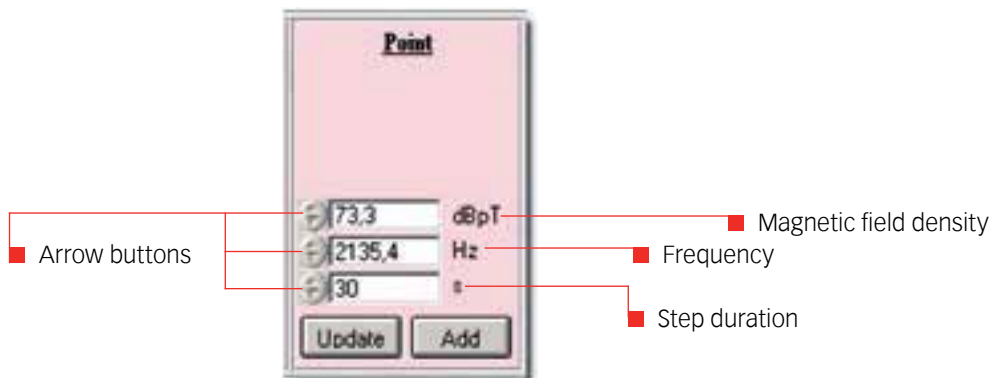 Point
73,3 dBpT
Magnetic field density
Arrow buttons
2135,4 Hz
Frequency
30 s
Step duration
Update Add